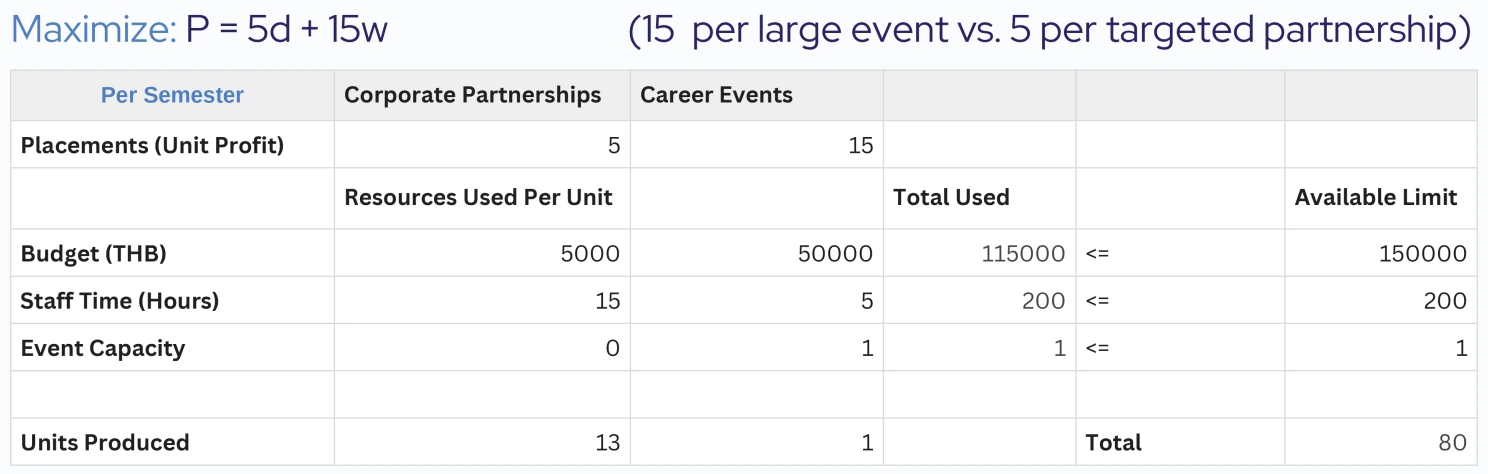 Maximize: P = 5d + 15w (15 per large event vs. 5 per targeted partnership)
Per Semester Corporate Partnerships Career Events
Placements (Unit Profit) 5 15
Resources Used Per Unit Total Used Available Limit
Budget (THB) 5000 50000 115000 <= 150000
Staff Time (Hours) 15 5 200 <= 200
Event Capacity 0 1 1 <= 1
Units Produced 13 1 Total 80